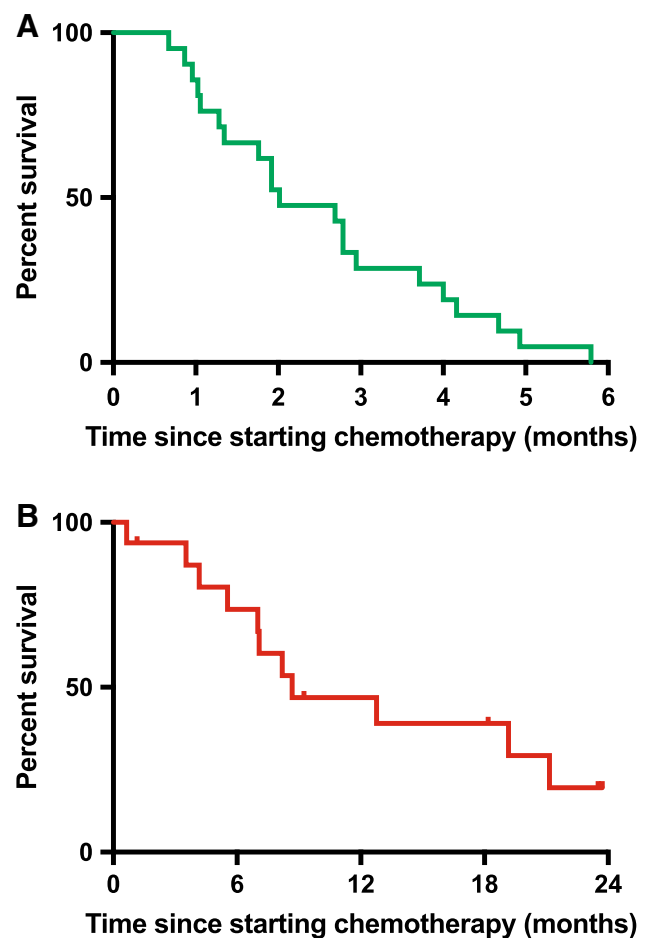 A
100
50
0
Percent survival
0 1 2 3 4 5 6
Time since starting chemotherapy (months)
B
100
50
0
Percent survival
0 6 12 18 24
Time since starting chemotherapy (months)